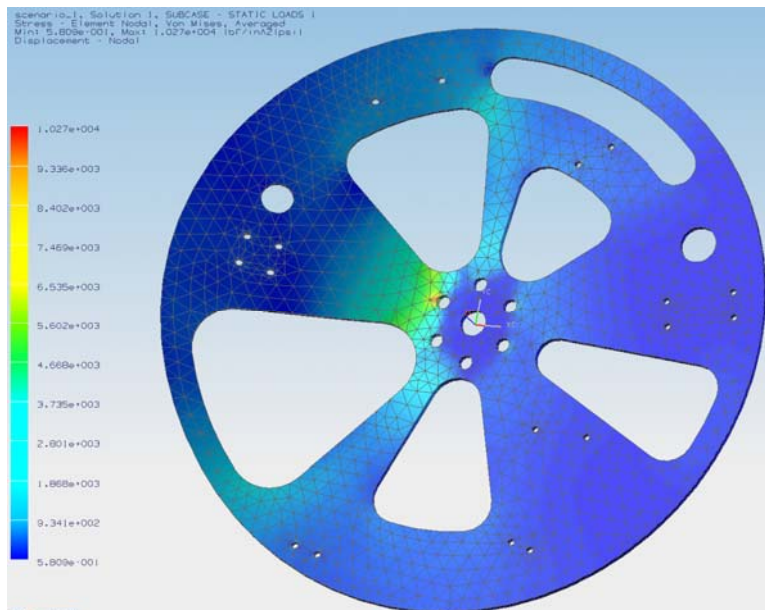 scenario_1, Solution 1, SUBCASE - STATIC LOADS 1
Stress - Element Nodal, Von Mises, Averaged
Min: 5.809e-001, Max: 1.027e+004 lbf/in^2(psi)
Displacement - Nodal
1.027e+004
9.336e+003
8.402e+003
7.469e+003
6.535e+003
5.602e+003
4.668e+003
3.735e+003
2.801e+003
1.868e+003
9.341e+002
5.809e-001
XC